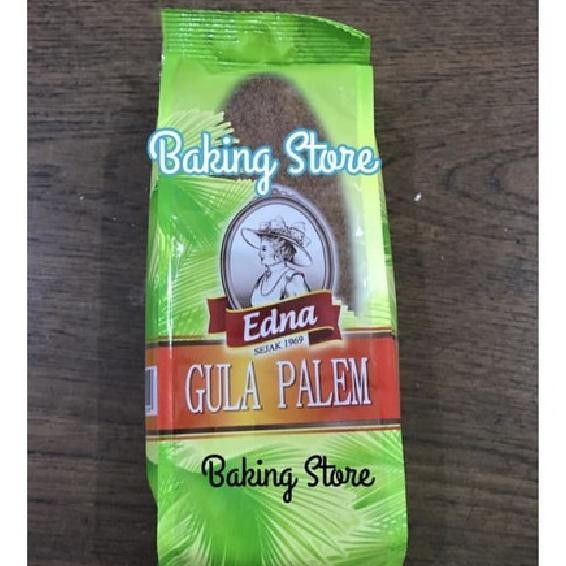 Baking Store
Edna
SEJAK 1969
GULA PALEM
Baking Store